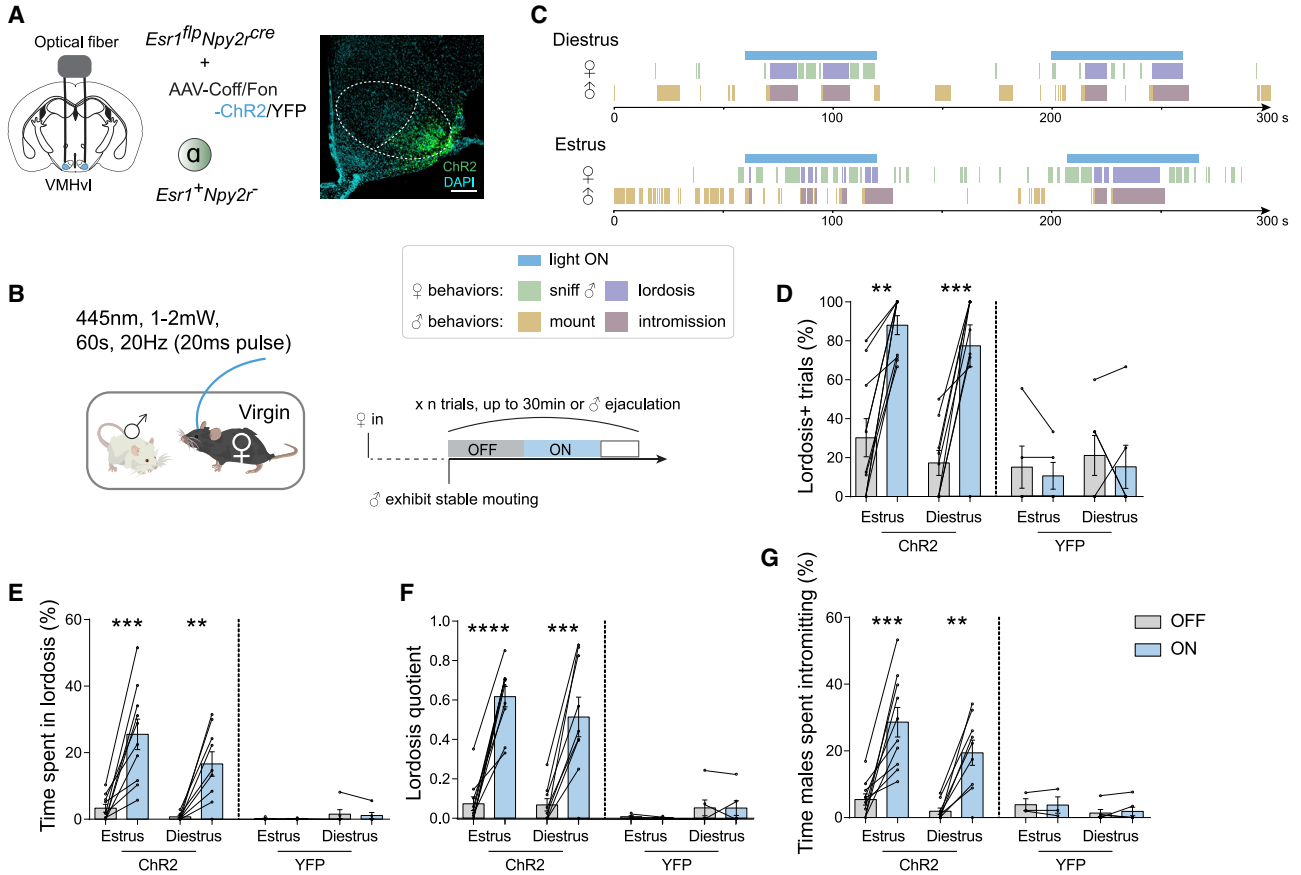 A
Optical fiber
VMHvl
Esr1flpNpy2rcre
+
AAV-Coff/Fon
-ChR2/YFP
α
Esr1+Npy2r-
ChR2
DAPI
C
Diestrus
♀
♂
0 100 200 300 s
Estrus
♀
♂
0 100 200 300 s
light ON
♀ behaviors: sniff ♂ lordosis
♂ behaviors: mount intromission
B
445nm, 1-2mW,
60s, 20Hz (20ms pulse)
♂
Virgin
♀
x n trials, up to 30min or ♂ ejaculation
♀ in
OFF ON
♂ exhibit stable mouting
D
Lordosis+ trials (%)
100
80
60
40
20
0
** ***
Estrus Diestrus Estrus Diestrus
ChR2 YFP
E
Time spent in lordosis (%)
60
40
20
0
*** **
Estrus Diestrus Estrus Diestrus
ChR2 YFP
F
Lordosis quotient
1.0
0.8
0.6
0.4
0.2
0.0
**** ***
Estrus Diestrus Estrus Diestrus
ChR2 YFP
G
Time males spent intromitting (%)
60
40
20
0
*** **
Estrus Diestrus Estrus Diestrus
ChR2 YFP
OFF
ON